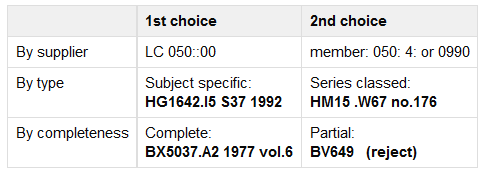 1st choice 2nd choice
By supplier LC 050::00 member: 050: 4: or 0990
By type Subject specific: Series classed:
HG1642.I5 S37 1992 HM15 .W67 no.176
By completeness Complete: Partial:
BX5037.A2 1977 vol.6 BV649 (reject)